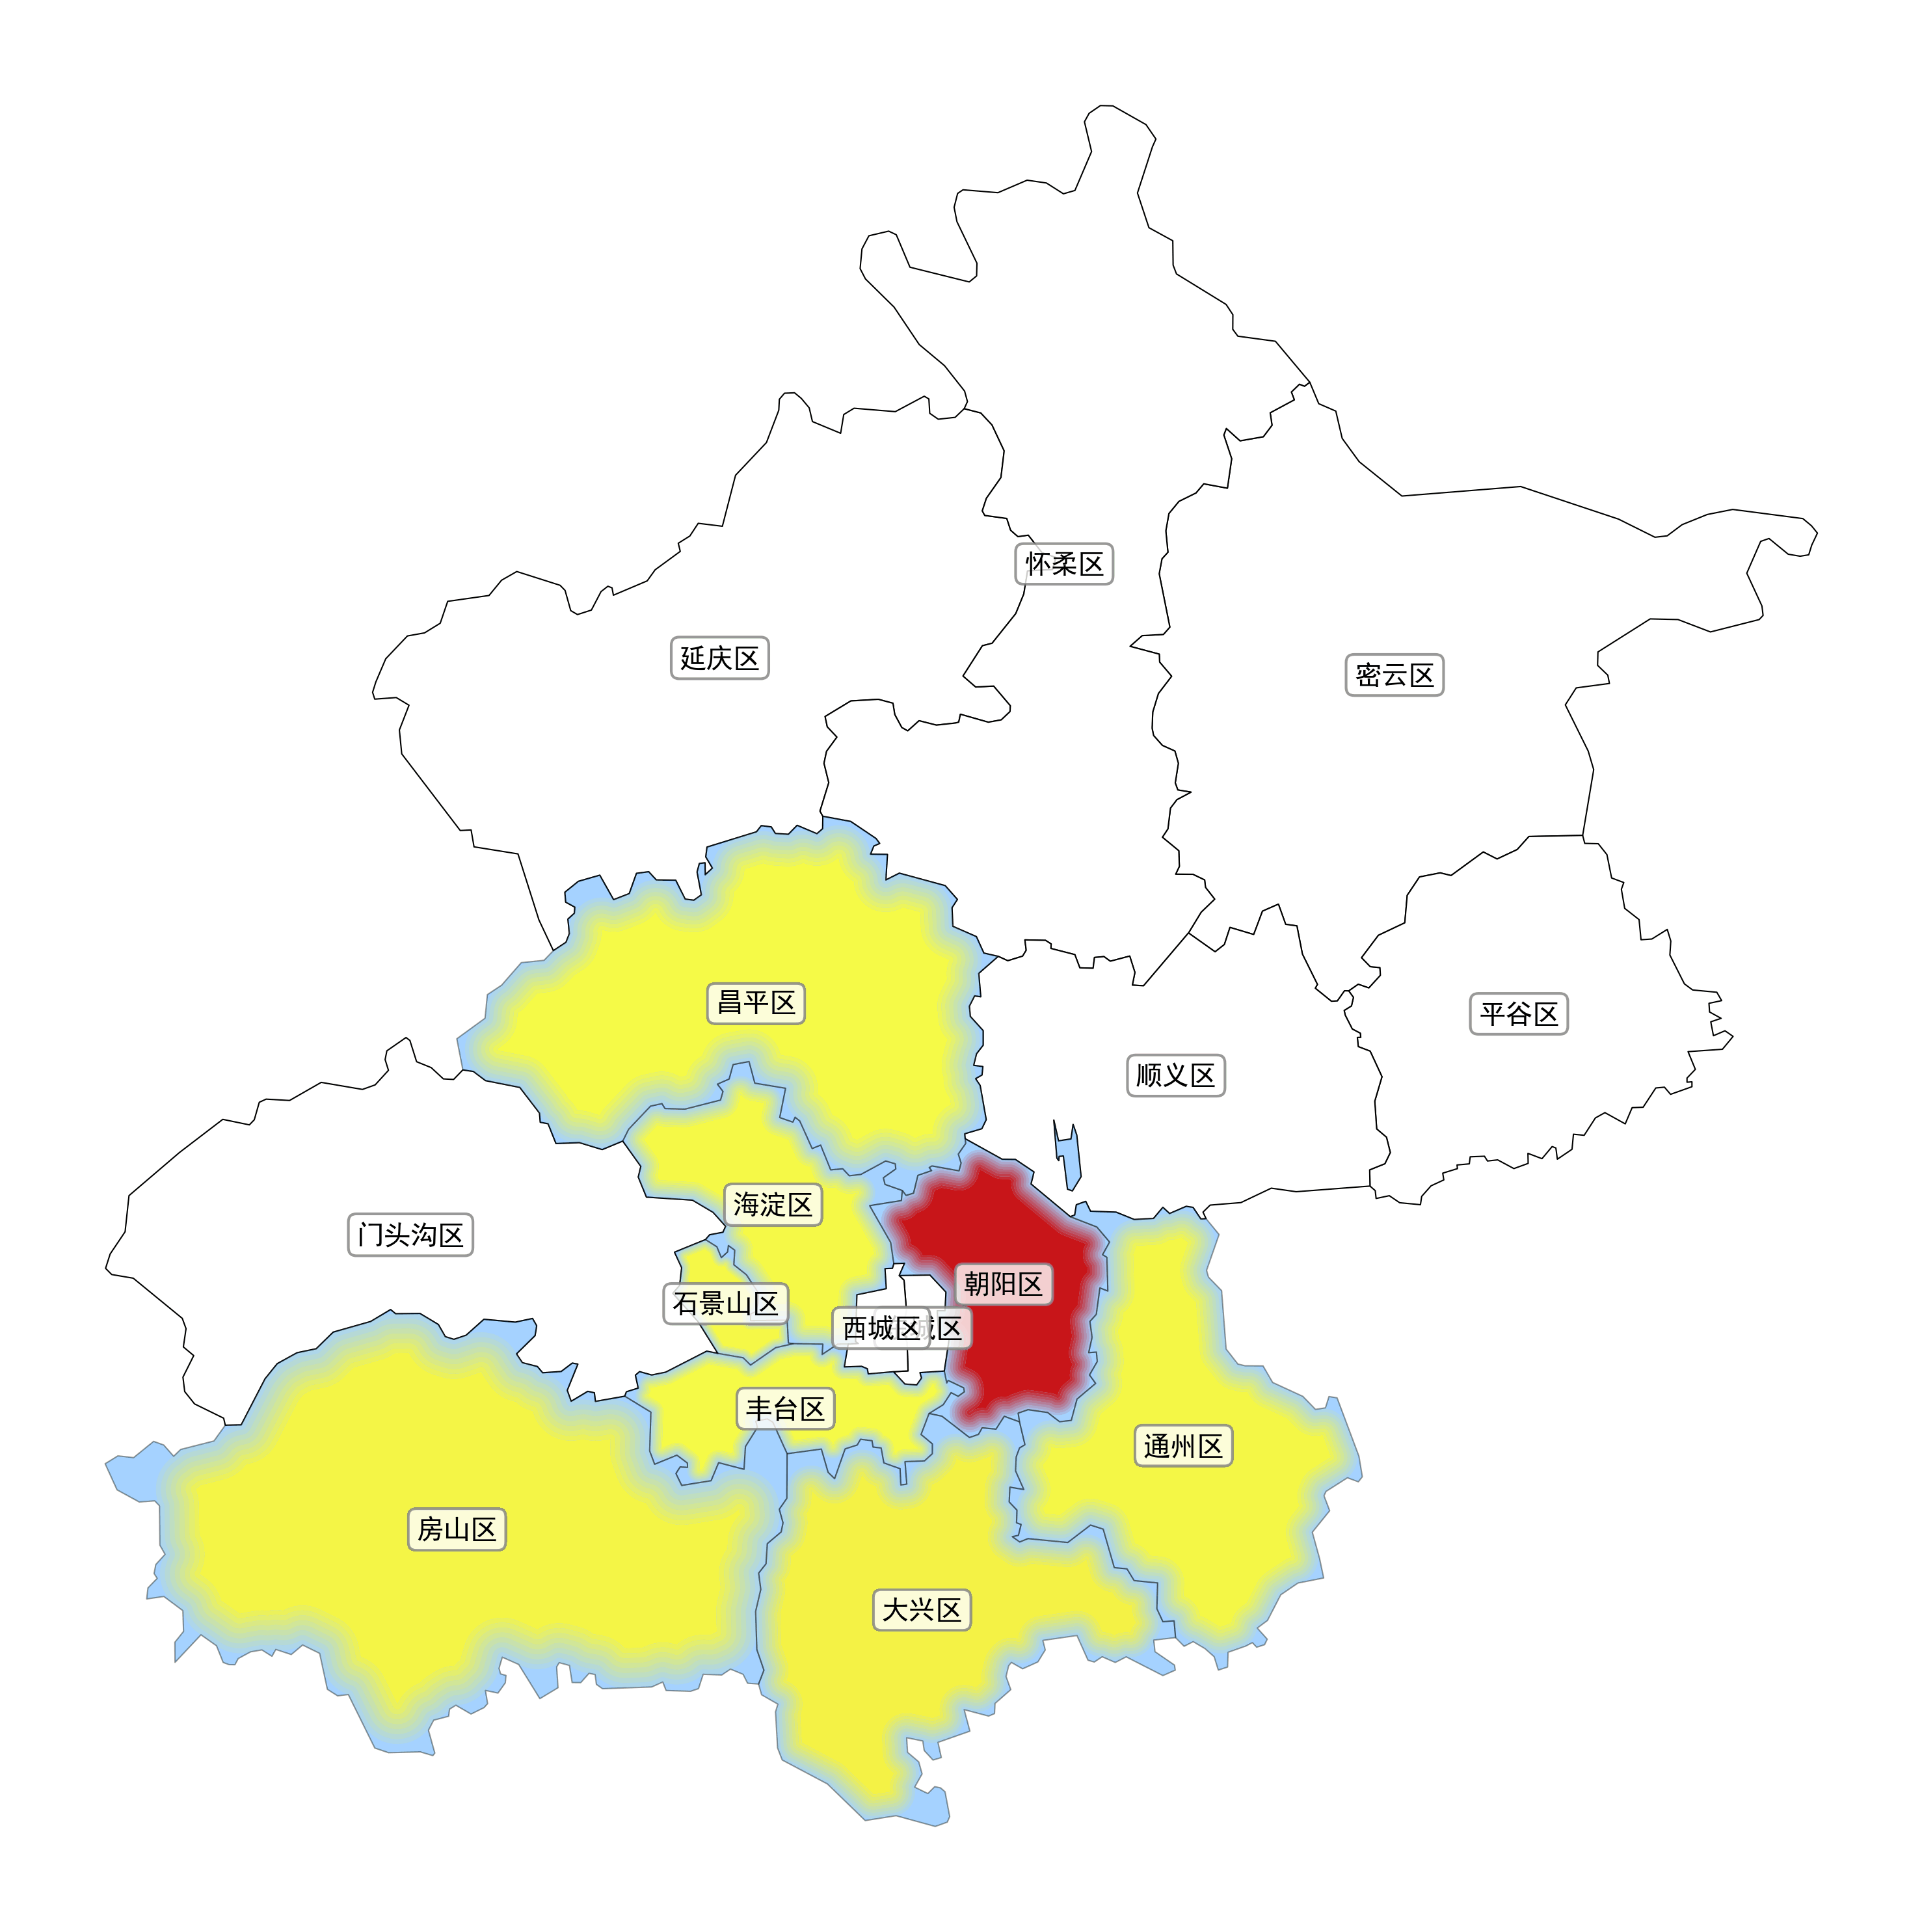 怀柔区
延庆区
密云区
昌平区
平谷区
顺义区
海淀区
门头沟区
朝阳区
石景山区
西城区
区
丰台区
通州区
房山区
大兴区